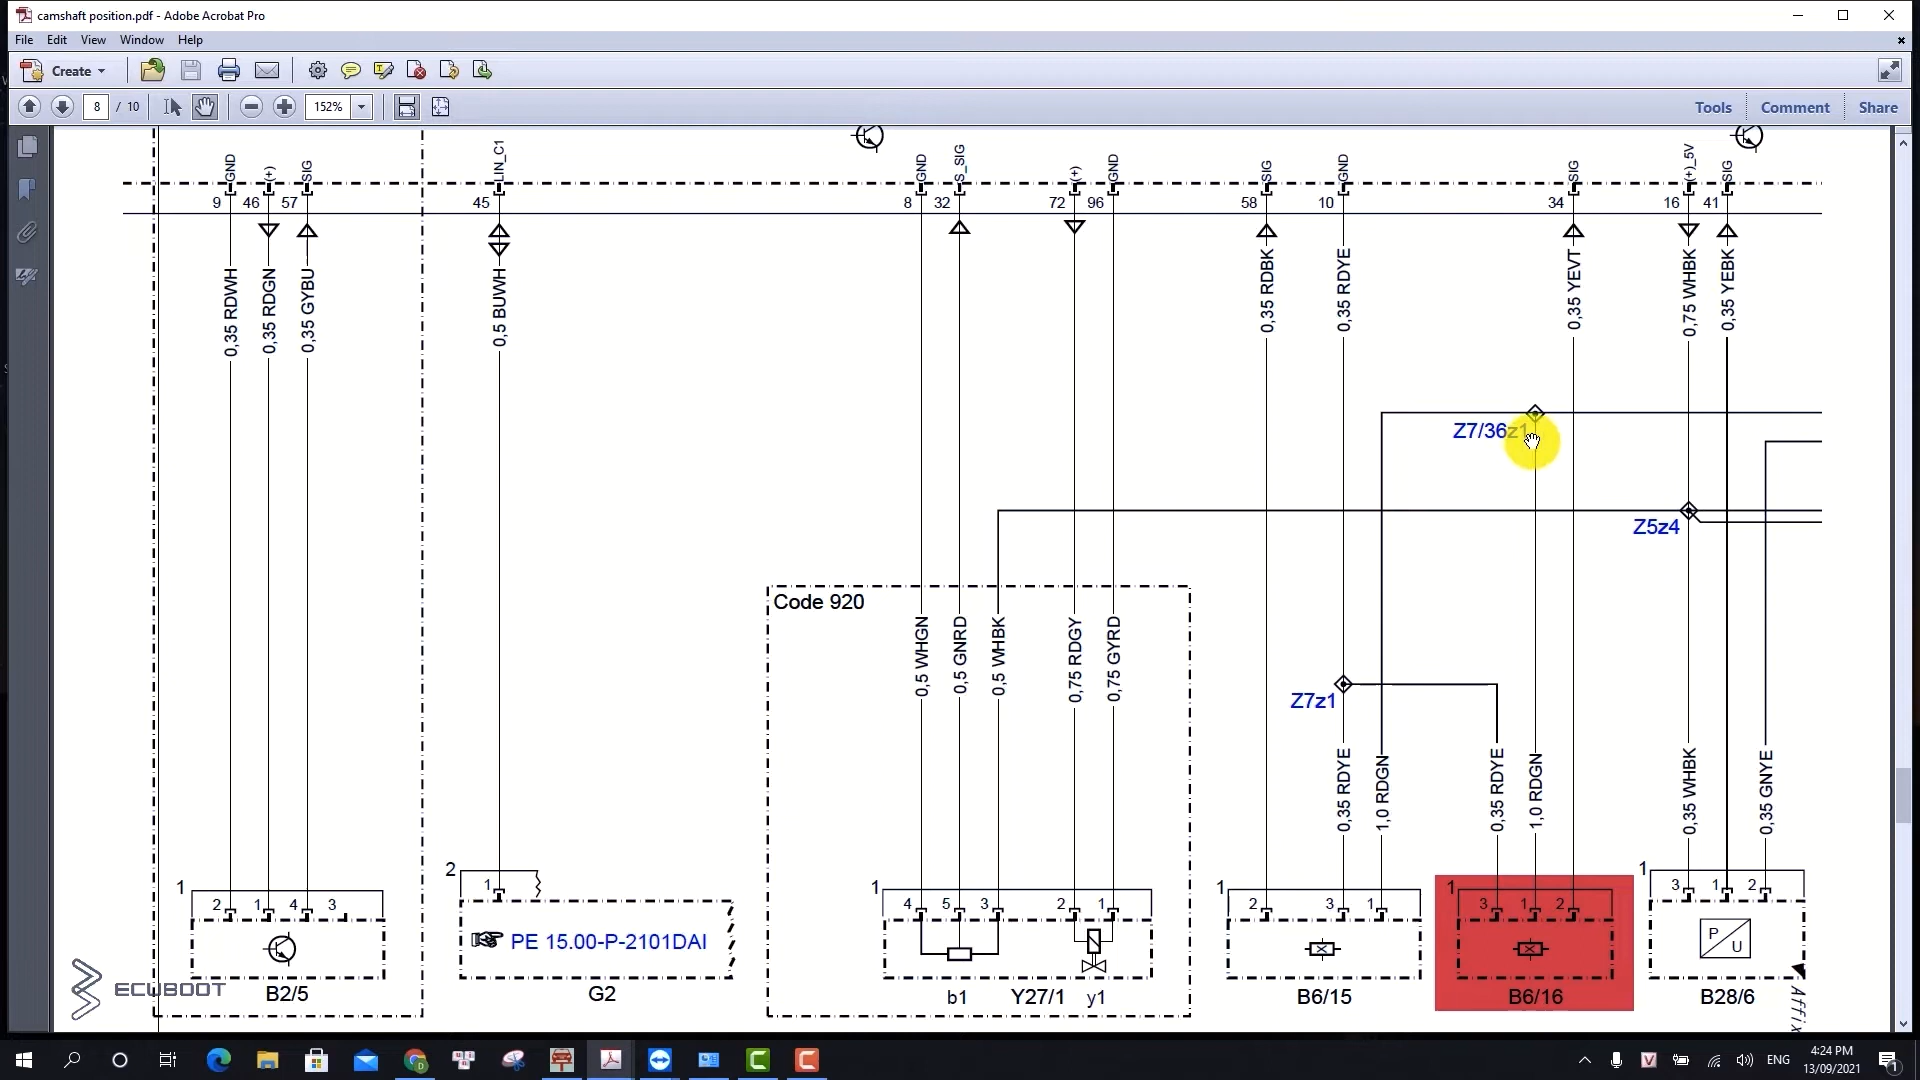 camshaft position.pdf - Adobe Acrobat Pro
File Edit View Window Help
Create
8 / 10 152% Tools Comment Share
GND (+) SIG LIN_C1 GND S_SIG (+) GND SIG GND SIG (+)_5V SIG
9 46 57 45 8 32 72 96 58 10 34 16 41
0,35 RDWH 0,35 RDGN 0,35 GYBU 0,5 BUWH 0,35 RDBK 0,35 RDYE 0,35 YEVT 0,75 WHBK 0,35 YEBK
Z7/36z1
Z5z4
Code 920
0,5 WHGN 0,5 GNRD 0,5 WHBK 0,75 RDGY 0,75 GYRD
Z7z1
0,35 RDYE 1,0 RDGN 0,35 RDYE 1,0 RDGN 0,35 WHBK 0,35 GNYE
1 2 1 1 1 1
2 1 4 3 1 4 5 3 2 1 2 3 1 3 1 2 3 1 2
PE 15.00-P-2101DAI
P U
B2/5 G2 b1 Y27/1 y1 B6/15 B6/16 B28/6
Affix
ECUBOOT
ENG
4:24 PM
13/09/2021
1